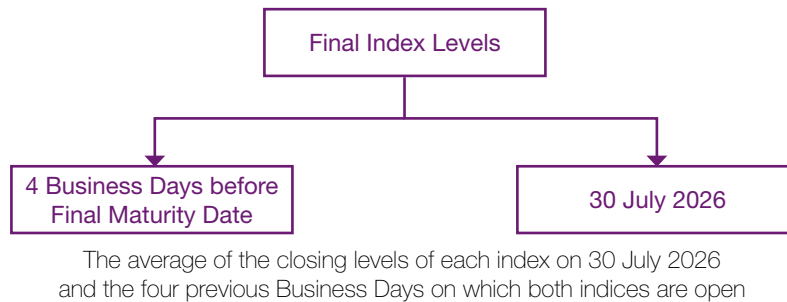 Final Index Levels
4 Business Days before
Final Maturity Date
30 July 2026
The average of the closing levels of each index on 30 July 2026
and the four previous Business Days on which both indices are open